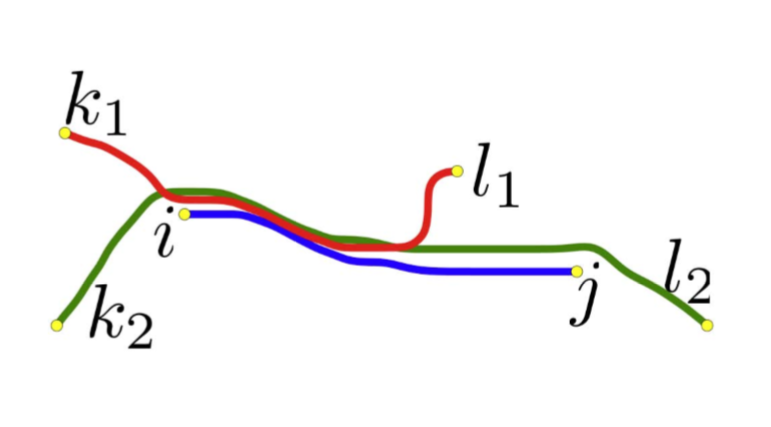 k₁
l₁
i
l₂
j
k₂